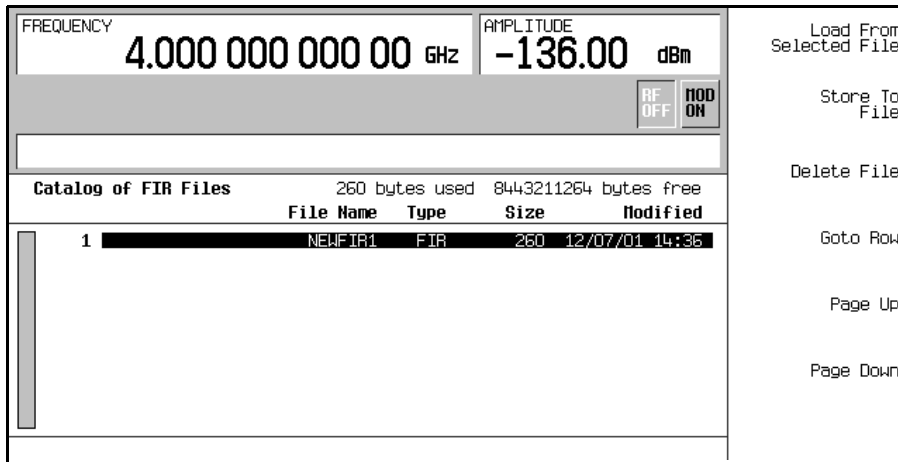 FREQUENCY
4.000 000 000 00 GHz
AMPLITUDE
-136.00 dBm
RF
OFF
MOD
ON
Catalog of FIR Files 260 bytes used 8443211264 bytes free
File Name Type Size Modified
1 NEWFIR1 FIR 260 12/07/01 14:36
Load From
Selected File
Store To
File
Delete File
Goto Row
Page Up
Page Down